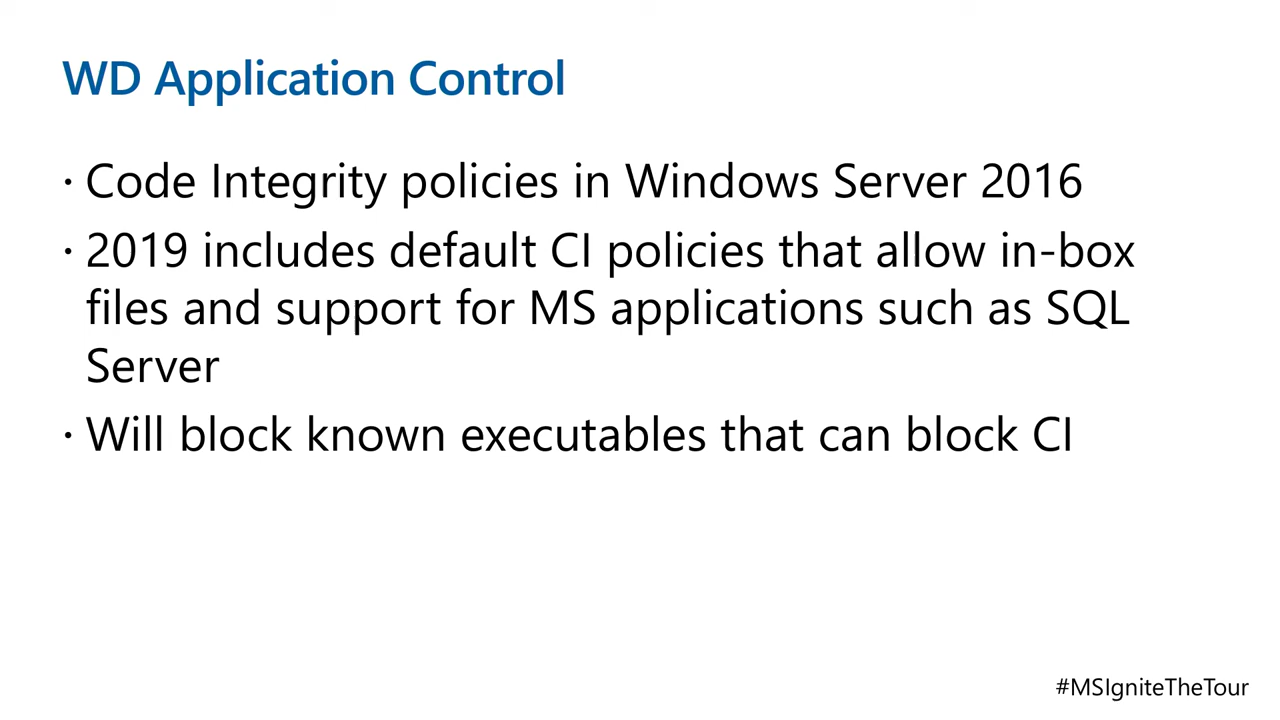 WD Application Control
· Code Integrity policies in Windows Server 2016
· 2019 includes default CI policies that allow in-box
files and support for MS applications such as SQL
Server
· Will block known executables that can block CI
#MSIgniteTheTour